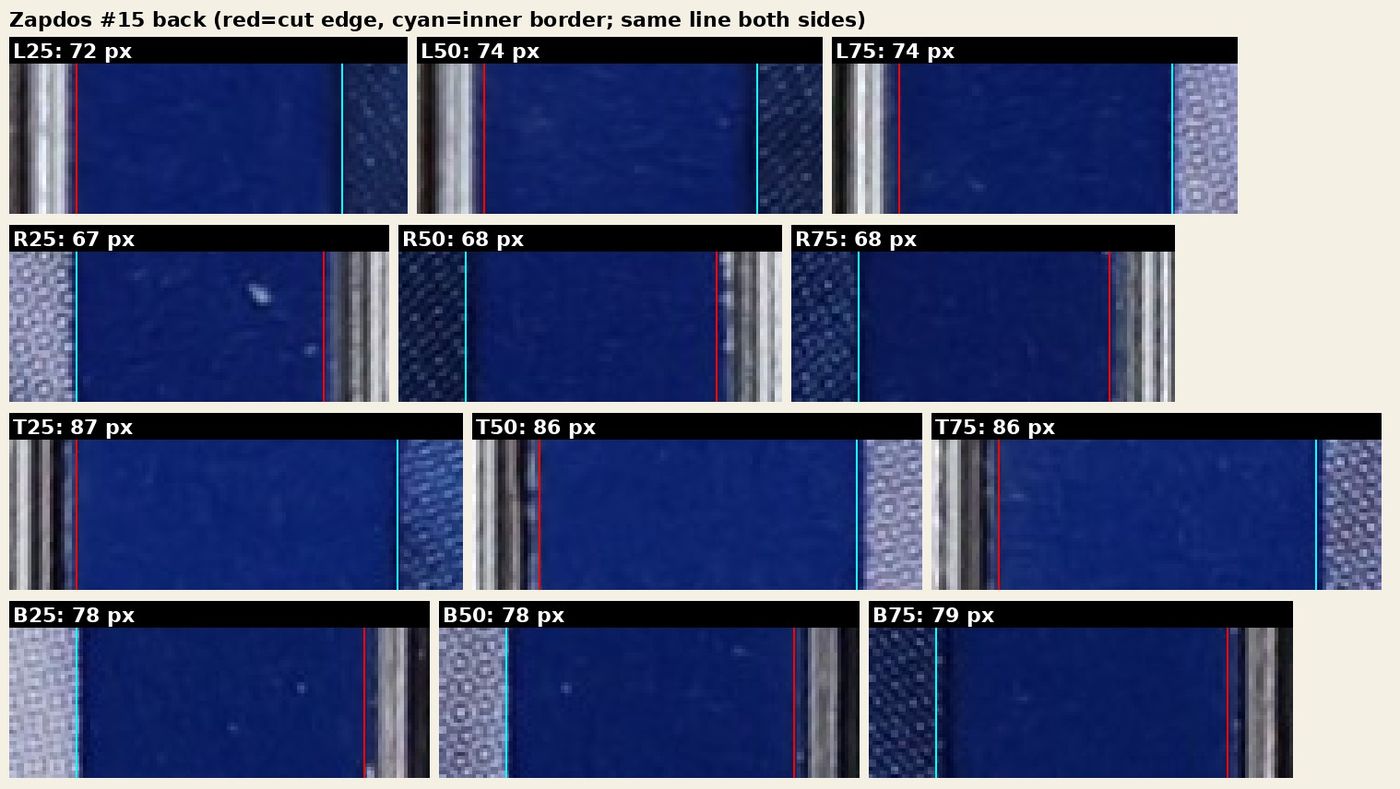 Zapdos #15 back (red=cut edge, cyan=inner border; same line both sides)
L25: 72 px
L50: 74 px
L75: 74 px
R25: 67 px
R50: 68 px
R75: 68 px
T25: 87 px
T50: 86 px
T75: 86 px
B25: 78 px
B50: 78 px
B75: 79 px